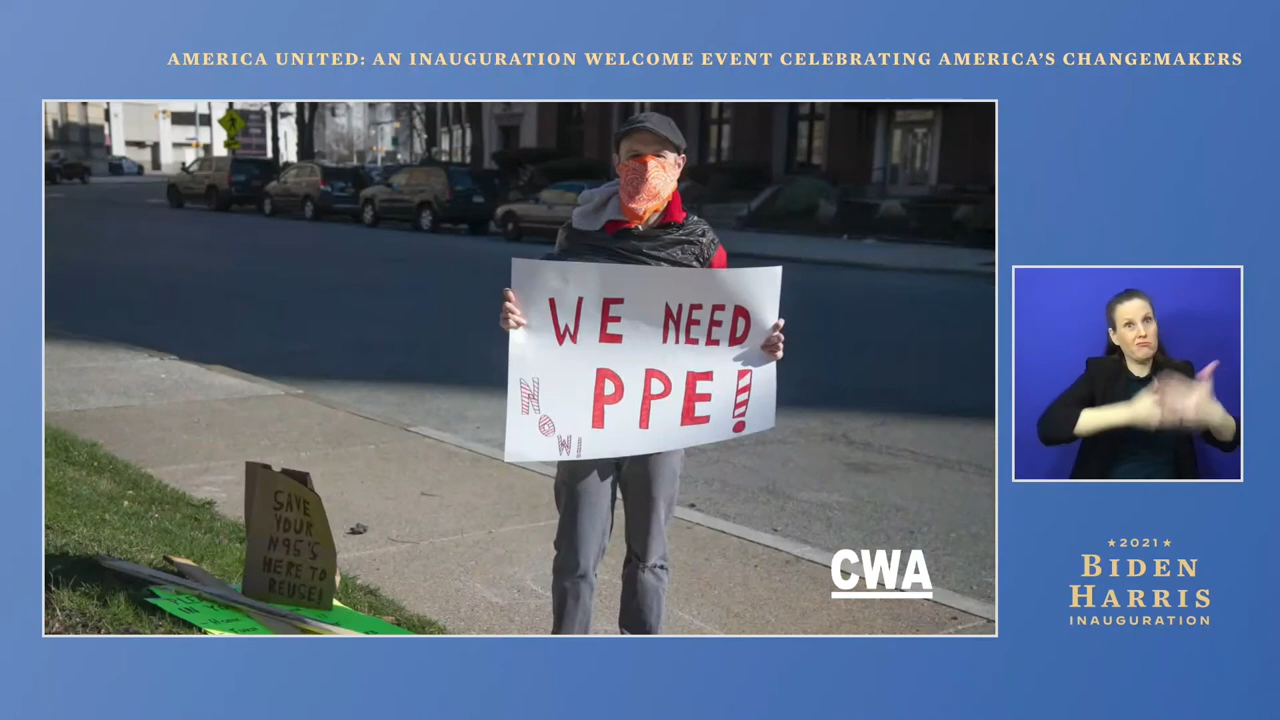 AMERICA UNITED: AN INAUGURATION WELCOME EVENT CELEBRATING AMERICA'S CHANGEMAKERS
WE NEED
PPE!
NOW!
SAVE
YOUR
N95'S
HERE TO
REUSE!
IN
CWA
★2021★
BIDEN
HARRIS
INAUGURATION